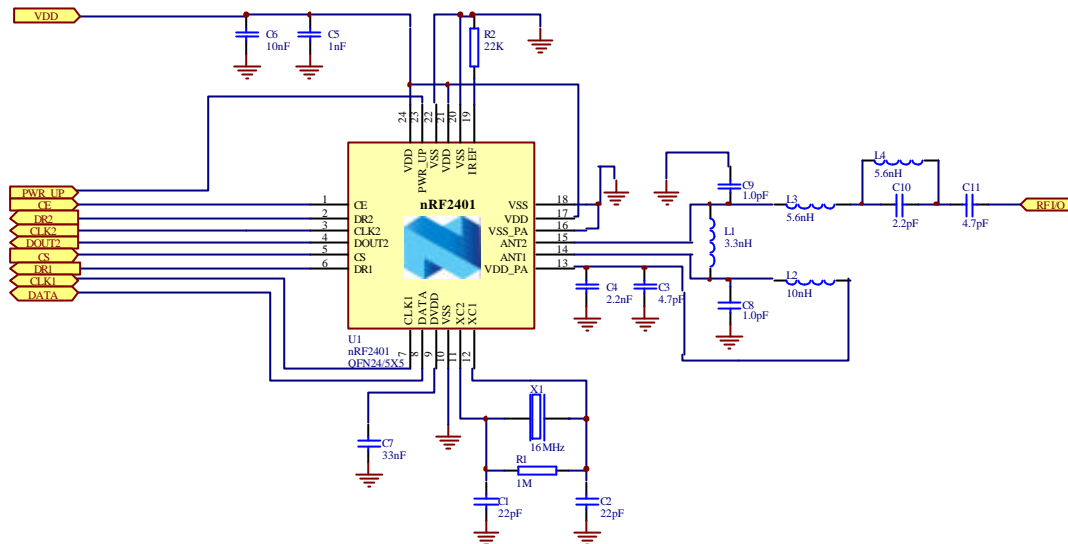 VDD
C6
10nF
C5
1nF
R2
22K
24
23
22
21
20
19
VDD
PWR_UP
VSS
VDD
VSS
IREF
nRF2401
PWR_UP
CE
DR2
CLK2
DOUT2
CS
DR1
CLK1
DATA
1
2
3
4
5
6
CE
DR2
CLK2
DOUT2
CS
DR1
VSS
VDD
VSS_PA
ANT2
ANT1
VDD_PA
18
17
16
15
14
13
CLK1
DATA
DVDD
VSS
XC2
XC1
7
8
9
10
11
12
U1
nRF2401
QFN24/5X5
C9
1.0pF
L4
5.6nH
L3
5.6nH
C10
2.2pF
C11
4.7pF
RFI/O
L1
3.3nH
L2
10nH
C4
2.2nF
C3
4.7pF
C8
1.0pF
C7
33nF
X1
16MHz
R1
1M
C1
22pF
C2
22pF